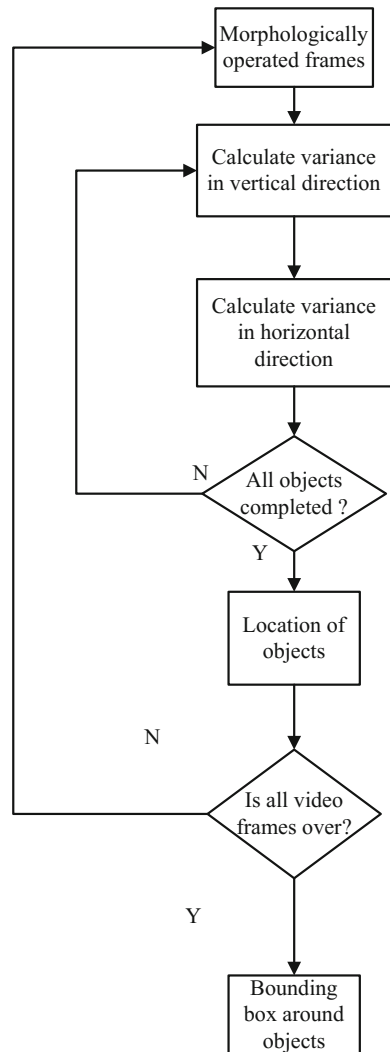 Morphologically
operated frames
Calculate variance
in vertical direction
Calculate variance
in horizontal
direction
N
All objects
completed ?
Y
Location of
objects
N
Is all video
frames over?
Y
Bounding
box around
objects